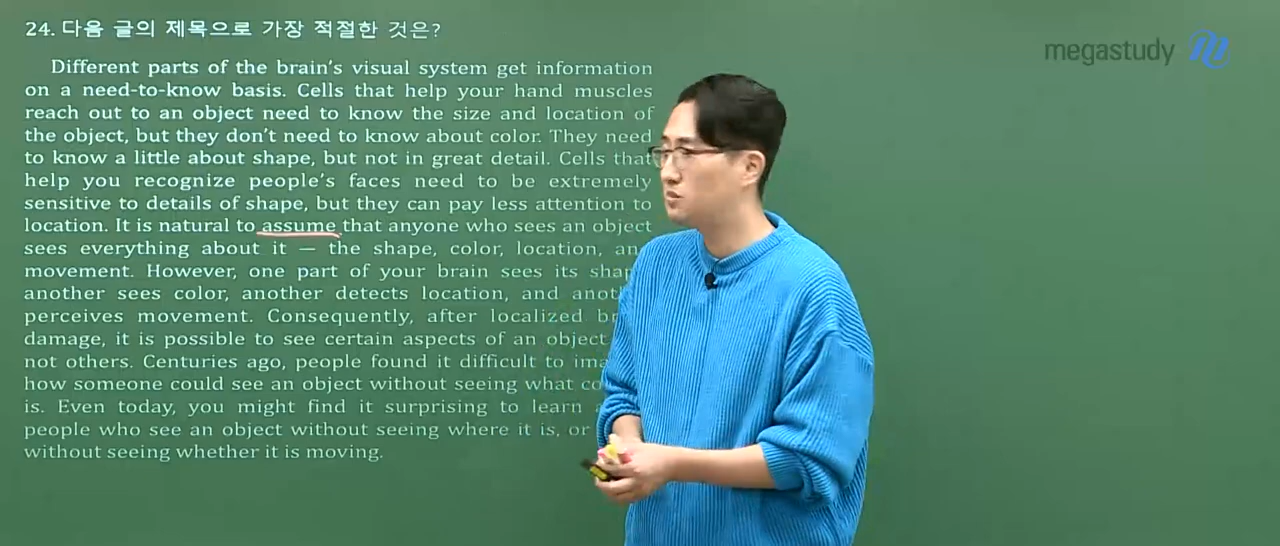 24. 다음 글의 제목으로 가장 적절한 것은?
megastudy
Different parts of the brain's visual system get information
on a need-to-know basis. Cells that help your hand muscles
reach out to an object need to know the size and location of
the object, but they don't need to know about color. They need
to know a little about shape, but not in great detail. Cells that
help you recognize people's faces need to be extremely
sensitive to details of shape, but they can pay less attention to
location. It is natural to assume that anyone who sees an object
sees everything about it — the shape, color, location, an
movement. However, one part of your brain sees its shap
another sees color, another detects location, and anoth
perceives movement. Consequently, after localized br
damage, it is possible to see certain aspects of an object
not others. Centuries ago, people found it difficult to ima
how someone could see an object without seeing what co
is. Even today, you might find it surprising to learn
people who see an object without seeing where it is, or
without seeing whether it is moving.